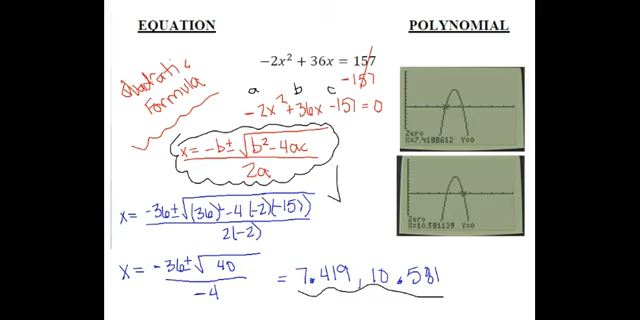 EQUATION
POLYNOMIAL
−2x² + 36x = 157
−157
Quadratic
Formula
a b c
−2x² + 36x − 157 = 0
x = −b ± √b² − 4ac / 2a
x = −36 ± √(36)² − 4(−2)(−157) / 2(−2)
x = −36 ± √40 / −4 = 7.419, 10.581
Zero
X=7.4188612 Y=0
Zero
X=10.581139 Y=0